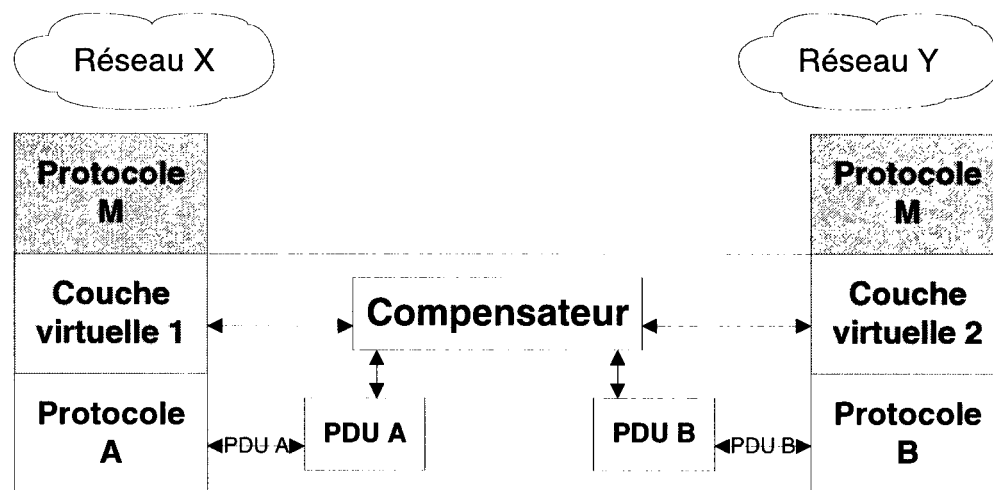 Réseau X
Réseau Y
Protocole
M
Protocole
M
Couche
virtuelle 1
Compensateur
Couche
virtuelle 2
Protocole
A
PDU A
PDU A
PDU B
PDU B
Protocole
B